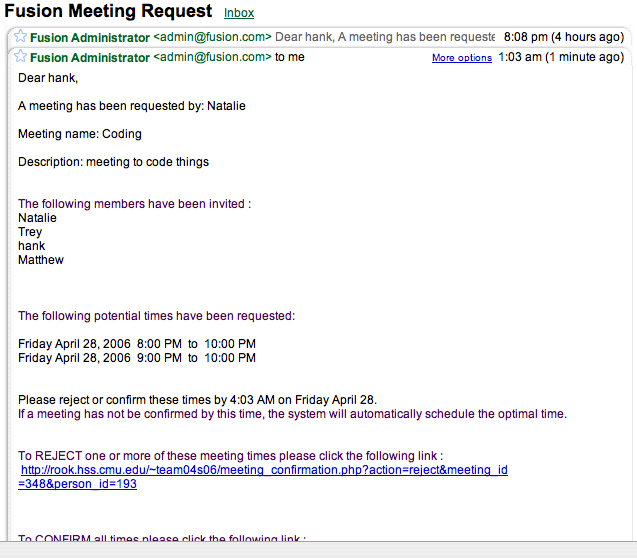 Fusion Meeting Request Inbox
Fusion Administrator <admin@fusion.com> Dear hank, A meeting has been requeste 8:08 pm (4 hours ago)
Fusion Administrator <admin@fusion.com> to me More options 1:03 am (1 minute ago)
Dear hank,
A meeting has been requested by: Natalie
Meeting name: Coding
Description: meeting to code things
The following members have been invited :
Natalie
Trey
hank
Matthew
The following potential times have been requested:
Friday April 28, 2006 8:00 PM to 10:00 PM
Friday April 28, 2006 9:00 PM to 10:00 PM
Please reject or confirm these times by 4:03 AM on Friday April 28.
If a meeting has not be confirmed by this time, the system will automatically schedule the optimal time.
To REJECT one or more of these meeting times please click the following link :
http://rook.hss.cmu.edu/~team04s06/meeting_confirmation.php?action=reject&meeting_id
=348&person_id=193
To CONFIRM all times please click the following link :